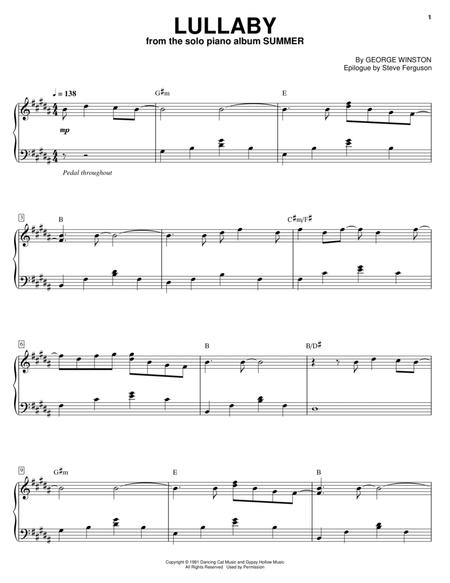 LULLABY
1
from the solo piano album SUMMER
By GEORGE WINSTON
Epilogue by Steve Ferguson
♩ = 138
G♯m
E
mp
Pedal throughout
3
B
C♯m/F♯
6
B
B/D♯
9
G♯m
E
B
Copyright © 1991 Dancing Cat Music and Gypsy Hollow Music
All Rights Reserved Used by Permission